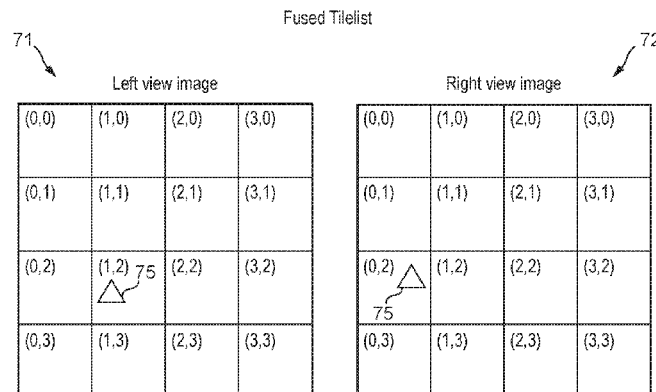 Fused Tilelist
71
72
Left view image
Right view image
(0,0) (1,0) (2,0) (3,0)
(0,1) (1,1) (2,1) (3,1)
(0,2) (1,2) (2,2) (3,2)
75
(0,3) (1,3) (2,3) (3,3)
(0,0) (1,0) (2,0) (3,0)
(0,1) (1,1) (2,1) (3,1)
(0,2) (1,2) (2,2) (3,2)
75
(0,3) (1,3) (2,3) (3,3)